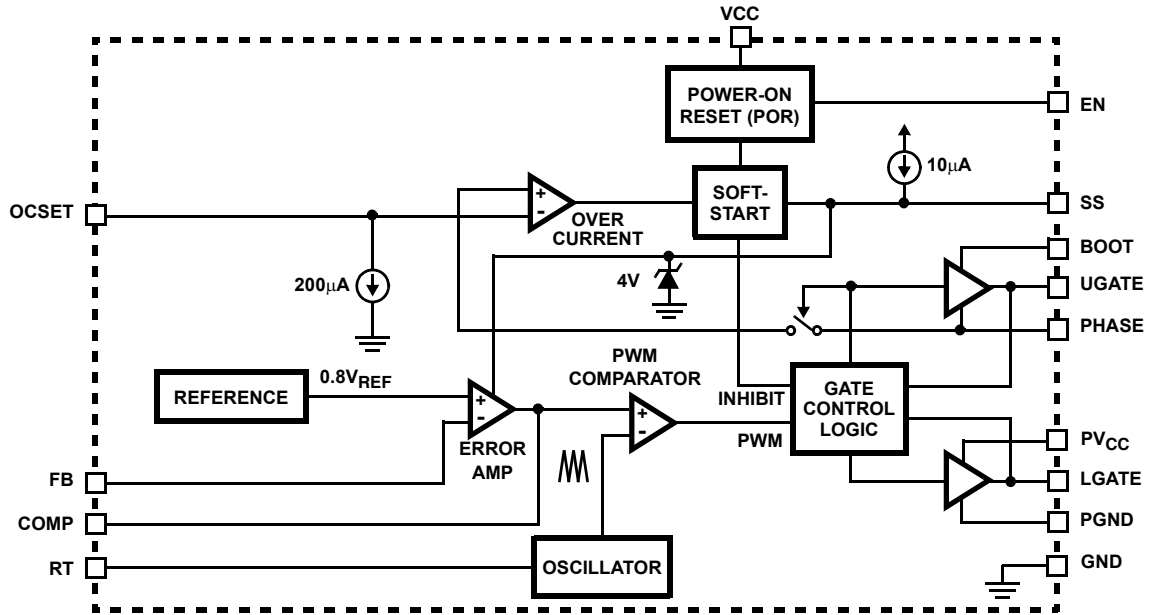 VCC
POWER-ON
RESET (POR)
EN
10µA
SOFT-
START
OCSET
SS
+
-
OVER
CURRENT
BOOT
200µA
4V
UGATE
PHASE
PWM
COMPARATOR
0.8VREF
REFERENCE
INHIBIT
GATE
CONTROL
LOGIC
+
-
+
-
PWM
ERROR
AMP
PVCC
FB
LGATE
COMP
PGND
RT
OSCILLATOR
GND